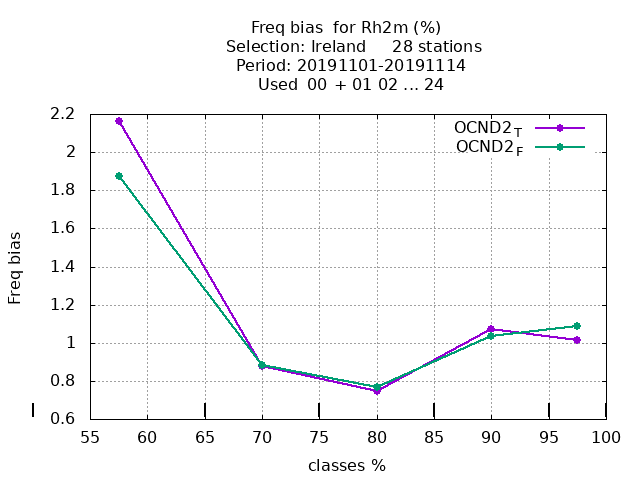 Freq bias  for Rh2m (%)
Selection: Ireland     28 stations
Period: 20191101-20191114
Used  00  + 01 02 ... 24
OCND2T
OCND2F
Freq bias
2.2
2
1.8
1.6
1.4
1.2
1
0.8
0.6
55 60 65 70 75 80 85 90 95 100
classes %